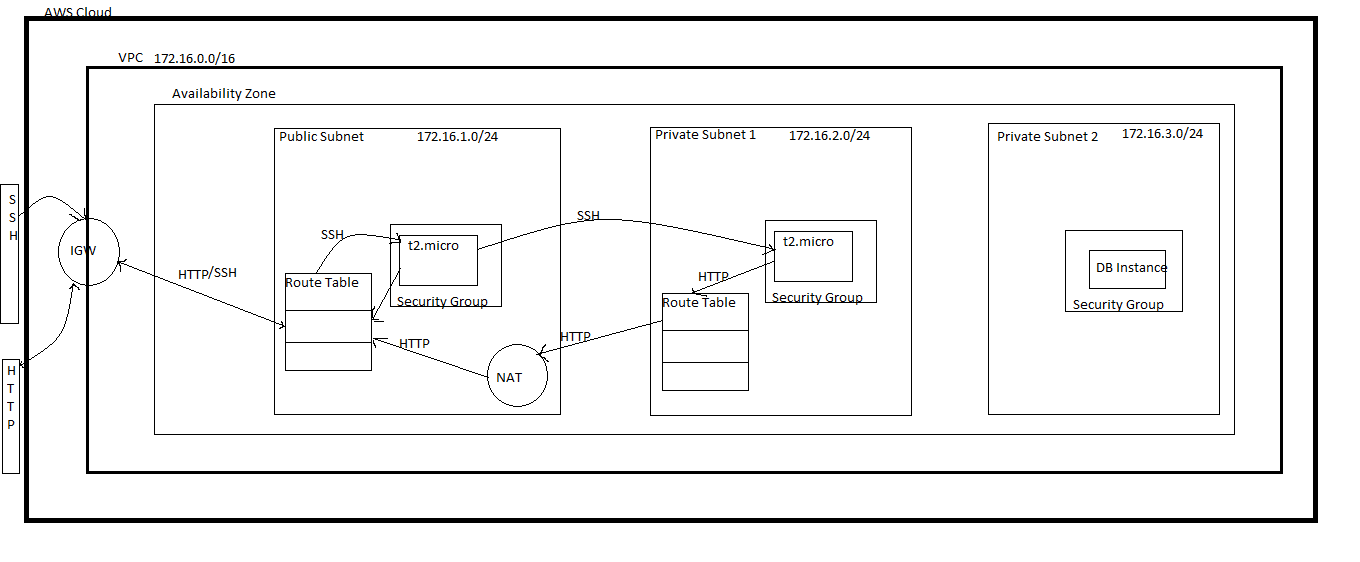 AWS Cloud
VPC 172.16.0.0/16
Availability Zone
Public Subnet 172.16.1.0/24
Private Subnet 1 172.16.2.0/24
Private Subnet 2 172.16.3.0/24
S
S
H
IGW
HTTP/SSH
H
T
T
P
SSH
t2.micro
Security Group
Route Table
HTTP
NAT
SSH
t2.micro
Security Group
HTTP
Route Table
HTTP
DB Instance
Security Group